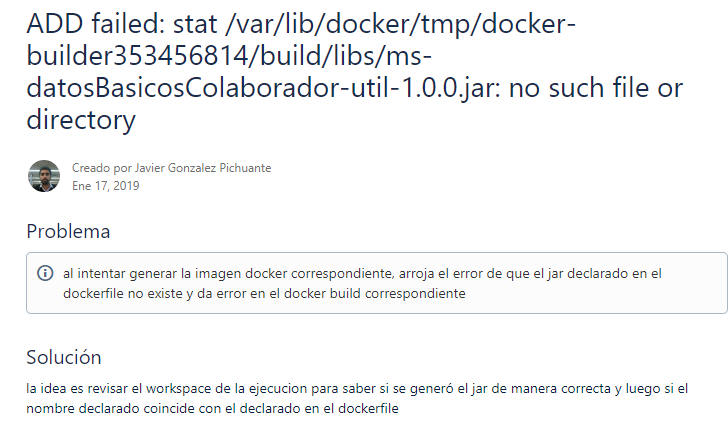 ADD failed: stat /var/lib/docker/tmp/docker-
builder353456814/build/libs/ms-
datosBasicosColaborador-util-1.0.0.jar: no such file or
directory
Creado por Javier Gonzalez Pichuante
Ene 17, 2019
Problema
al intentar generar la imagen docker correspondiente, arroja el error de que el jar declarado en el
dockerfile no existe y da error en el docker build correspondiente
Solución
la idea es revisar el workspace de la ejecucion para saber si se generó el jar de manera correcta y luego si el
nombre declarado coincide con el declarado en el dockerfile